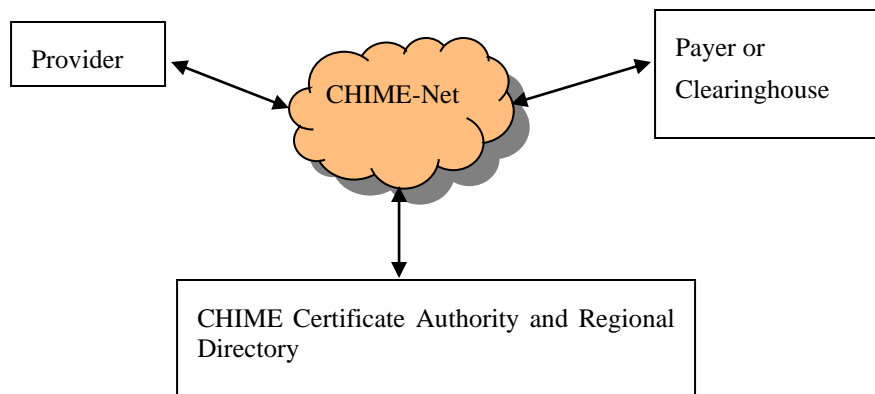 Provider
CHIME-Net
Payer or
Clearinghouse
CHIME Certificate Authority and Regional
Directory